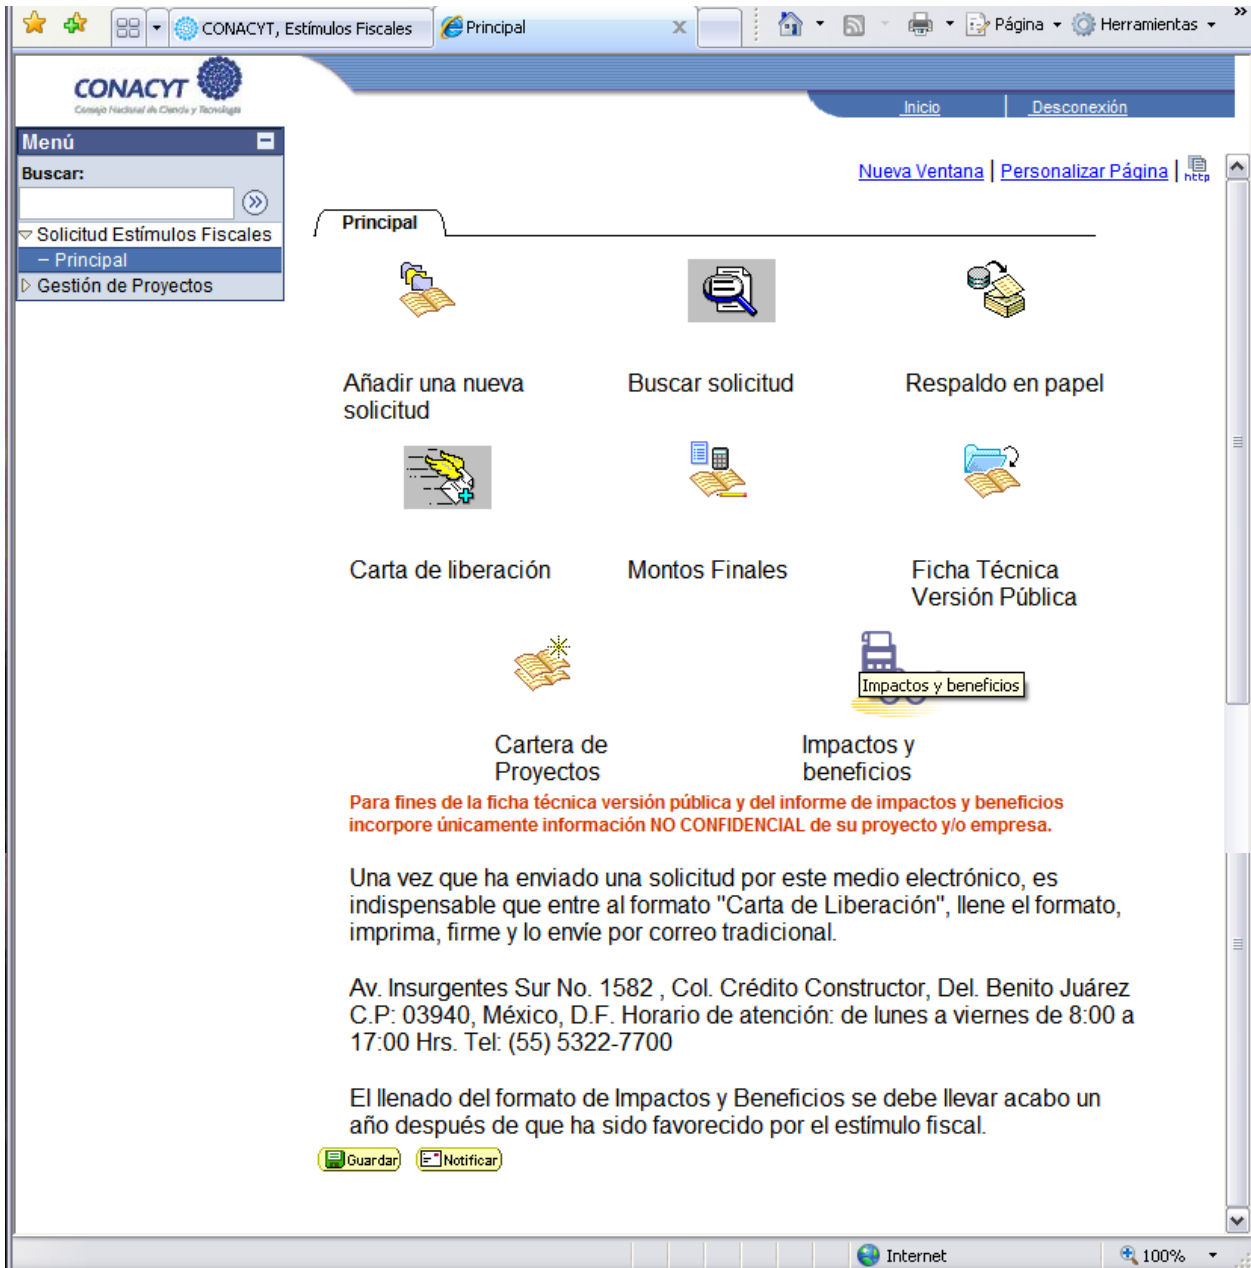 CONACYT, Estímulos Fiscales
Principal
Página
Herramientas
CONACYT
Consejo Nacional de Ciencia y Tecnología
Inicio
Desconexión
Menú
Buscar:
Solicitud Estímulos Fiscales
– Principal
Gestión de Proyectos
Nueva Ventana | Personalizar Página | http
Principal
Añadir una nueva
solicitud
Buscar solicitud
Respaldo en papel
Carta de liberación
Montos Finales
Ficha Técnica
Versión Pública
Impactos y beneficios
Cartera de
Proyectos
Impactos y
beneficios
Para fines de la ficha técnica versión pública y del informe de impactos y beneficios
incorpore únicamente información NO CONFIDENCIAL de su proyecto y/o empresa.
Una vez que ha enviado una solicitud por este medio electrónico, es
indispensable que entre al formato "Carta de Liberación", llene el formato,
imprima, firme y lo envíe por correo tradicional.
Av. Insurgentes Sur No. 1582 , Col. Crédito Constructor, Del. Benito Juárez
C.P: 03940, México, D.F. Horario de atención: de lunes a viernes de 8:00 a
17:00 Hrs. Tel: (55) 5322-7700
El llenado del formato de Impactos y Beneficios se debe llevar acabo un
año después de que ha sido favorecido por el estímulo fiscal.
Guardar
Notificar
Internet
100%